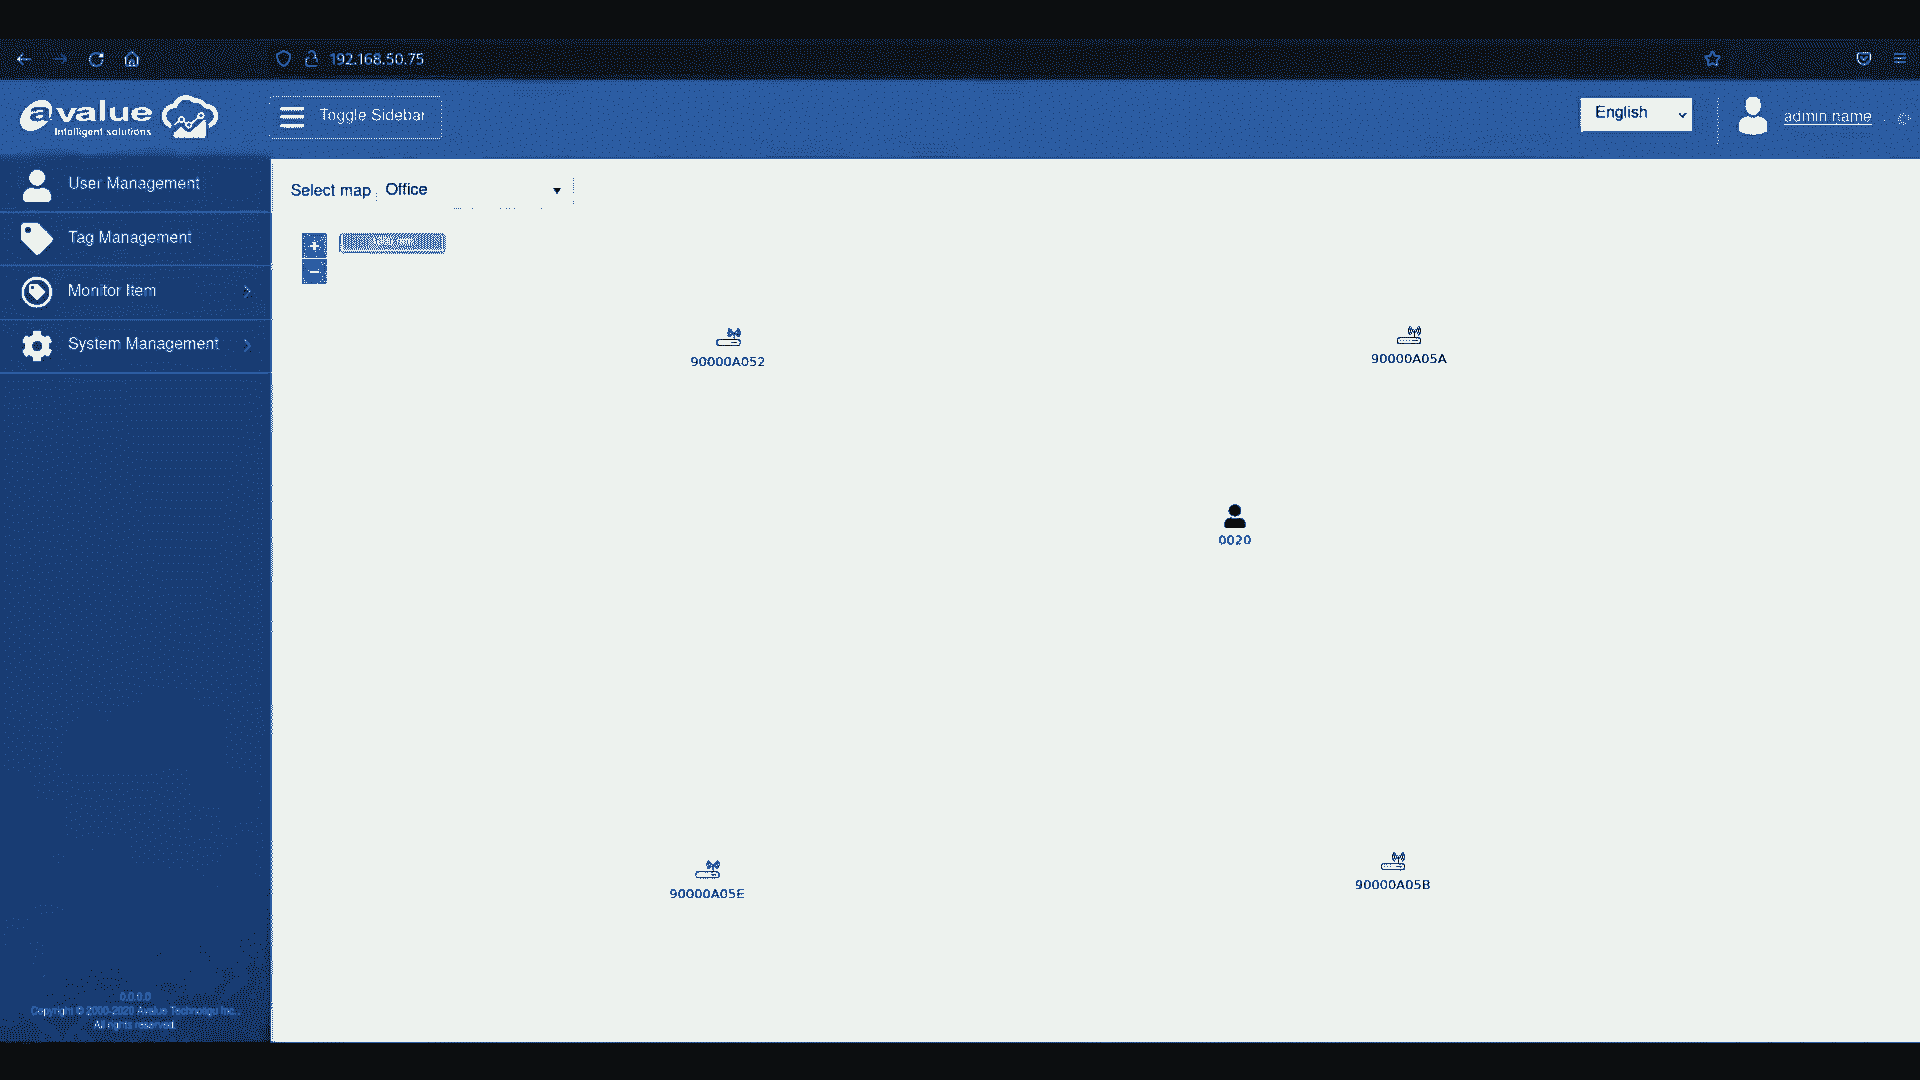 192.168.50.75
avalue
intelligent solutions
Toggle Sidebar
English
admin name
User Management
Tag Management
Monitor Item
System Management
Select map
Office
+
-
90000A052
90000A05A
0020
90000A05E
90000A05B
0.0.0.0
Copyright © 2000-2020 Avalue Technology Inc.,
All rights reserved.